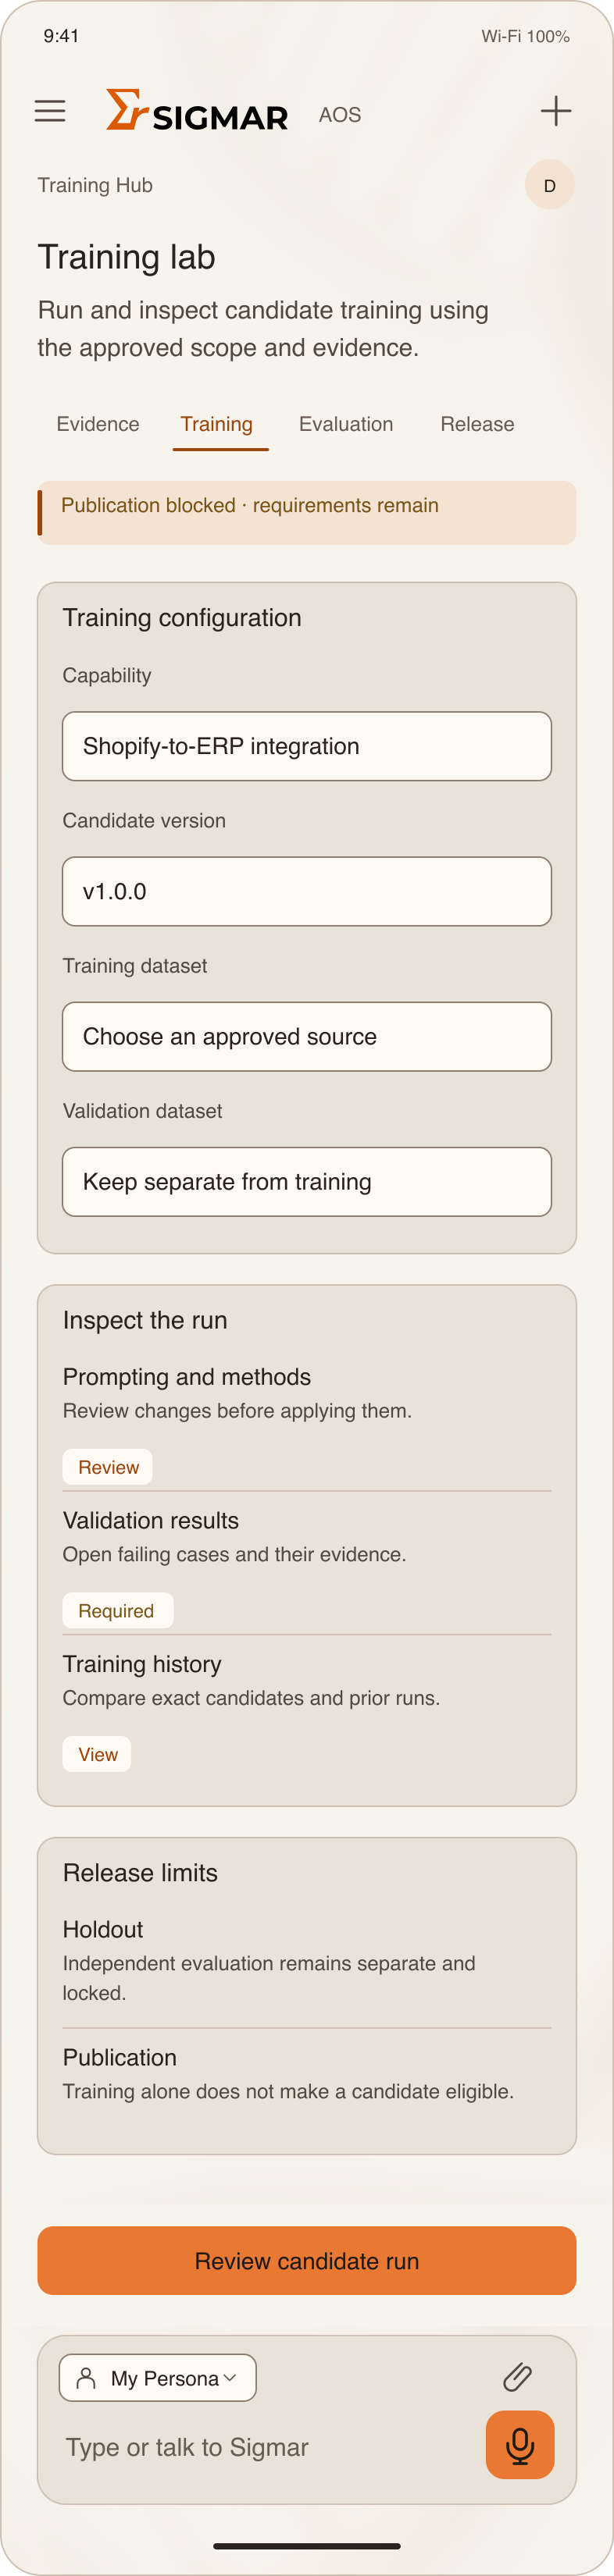 9:41
Wi-Fi 100%
Σr SIGMAR AOS
Training Hub
D
Training lab
Run and inspect candidate training using
the approved scope and evidence.
Evidence Training Evaluation Release
Publication blocked · requirements remain
Training configuration
Capability
Shopify-to-ERP integration
Candidate version
v1.0.0
Training dataset
Choose an approved source
Validation dataset
Keep separate from training
Inspect the run
Prompting and methods
Review changes before applying them.
Review
Validation results
Open failing cases and their evidence.
Required
Training history
Compare exact candidates and prior runs.
View
Release limits
Holdout
Independent evaluation remains separate and
locked.
Publication
Training alone does not make a candidate eligible.
Review candidate run
My Persona
Type or talk to Sigmar